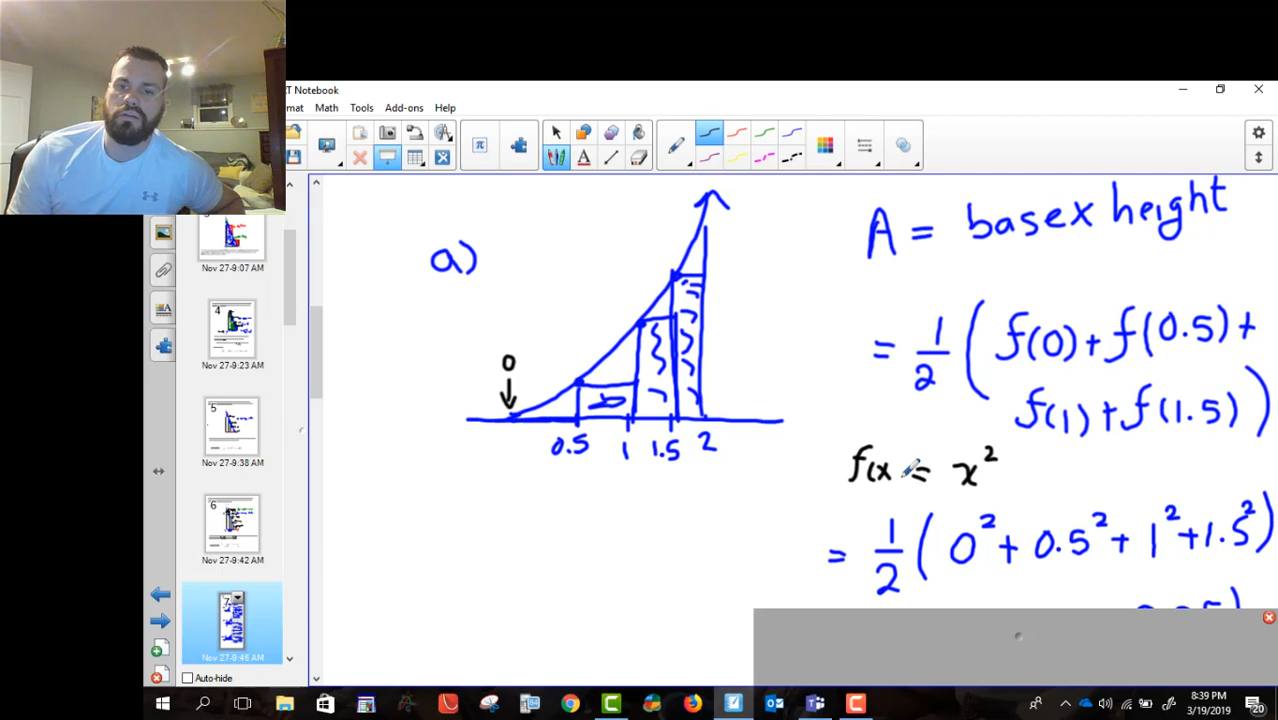 T Notebook
mat Math Tools Add-ons Help
Nov 27-9:07 AM
4
Nov 27-9:23 AM
5
Nov 27-9:38 AM
6
Nov 27-9:42 AM
7
Nov 27-9:46 AM
Auto-hide
a)
0
0.5 1 1.5 2
A = base x height
= 1/2 ( f(0) + f(0.5) +
f(1) + f(1.5) )
f(x = x²
= 1/2 ( 0² + 0.5² + 1² + 1.5² )
8:39 PM
3/19/2019
20